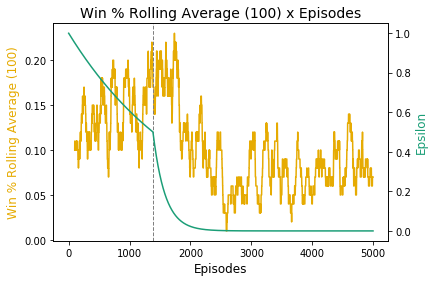 Win % Rolling Average (100) x Episodes
Win % Rolling Average (100)
0.20
0.15
0.10
0.05
0.00
1.0
0.8
0.6
0.4
0.2
0.0
Epsilon
0 1000 2000 3000 4000 5000
Episodes